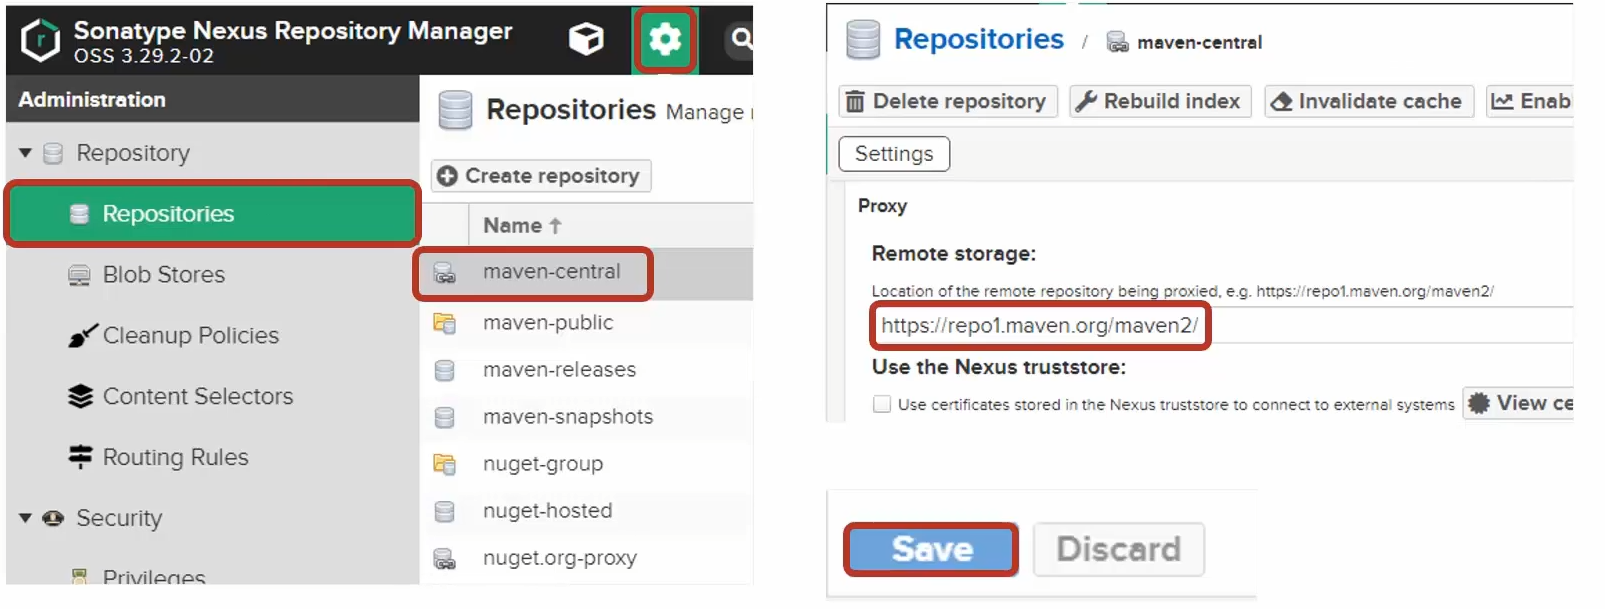 Sonatype Nexus Repository Manager
OSS 3.29.2-02
Administration
Repository
Repositories
Blob Stores
Cleanup Policies
Content Selectors
Routing Rules
Security
Privileges
Repositories Manage
Create repository
Name
maven-central
maven-public
maven-releases
maven-snapshots
nuget-group
nuget-hosted
nuget.org-proxy
Repositories / maven-central
Delete repository Rebuild index Invalidate cache Enab
Settings
Proxy
Remote storage:
Location of the remote repository being proxied, e.g. https://repo1.maven.org/maven2/
https://repo1.maven.org/maven2/
Use the Nexus truststore:
Use certificates stored in the Nexus truststore to connect to external systems View ce
Save Discard